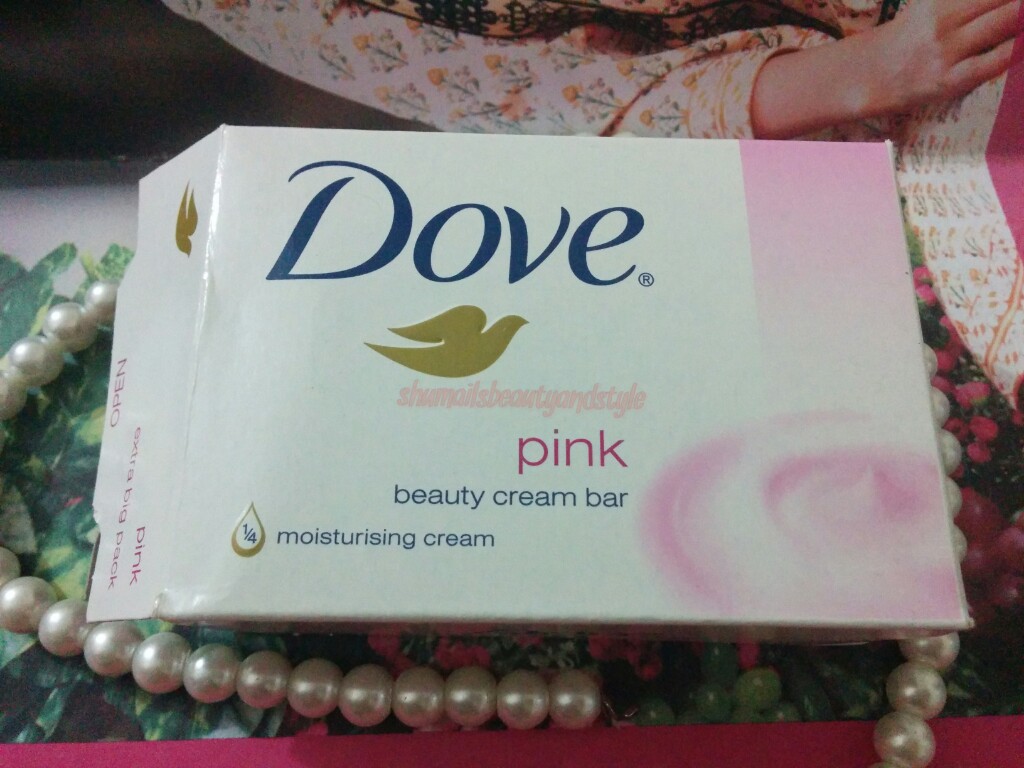 Dove®
shumailsbeautyandstyle
pink
beauty cream bar
1/4 moisturising cream
OPEN
extra big pack
pink